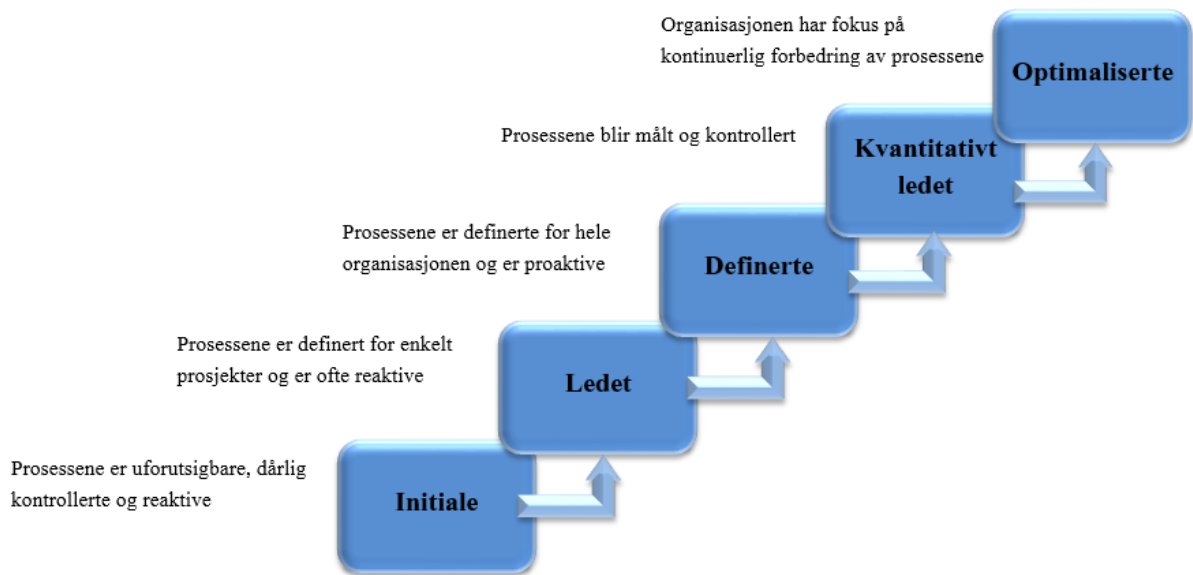 Organisasjonen har fokus på
kontinuerlig forbedring av prosessene
Optimaliserte
Prosessene blir målt og kontrollert
Kvantitativt
ledet
Prosessene er definerte for hele
organisasjonen og er proaktive
Definerte
Prosessene er definert for enkelt
prosjekter og er ofte reaktive
Ledet
Prosessene er uforutsigbare, dårlig
kontrollerte og reaktive
Initiale